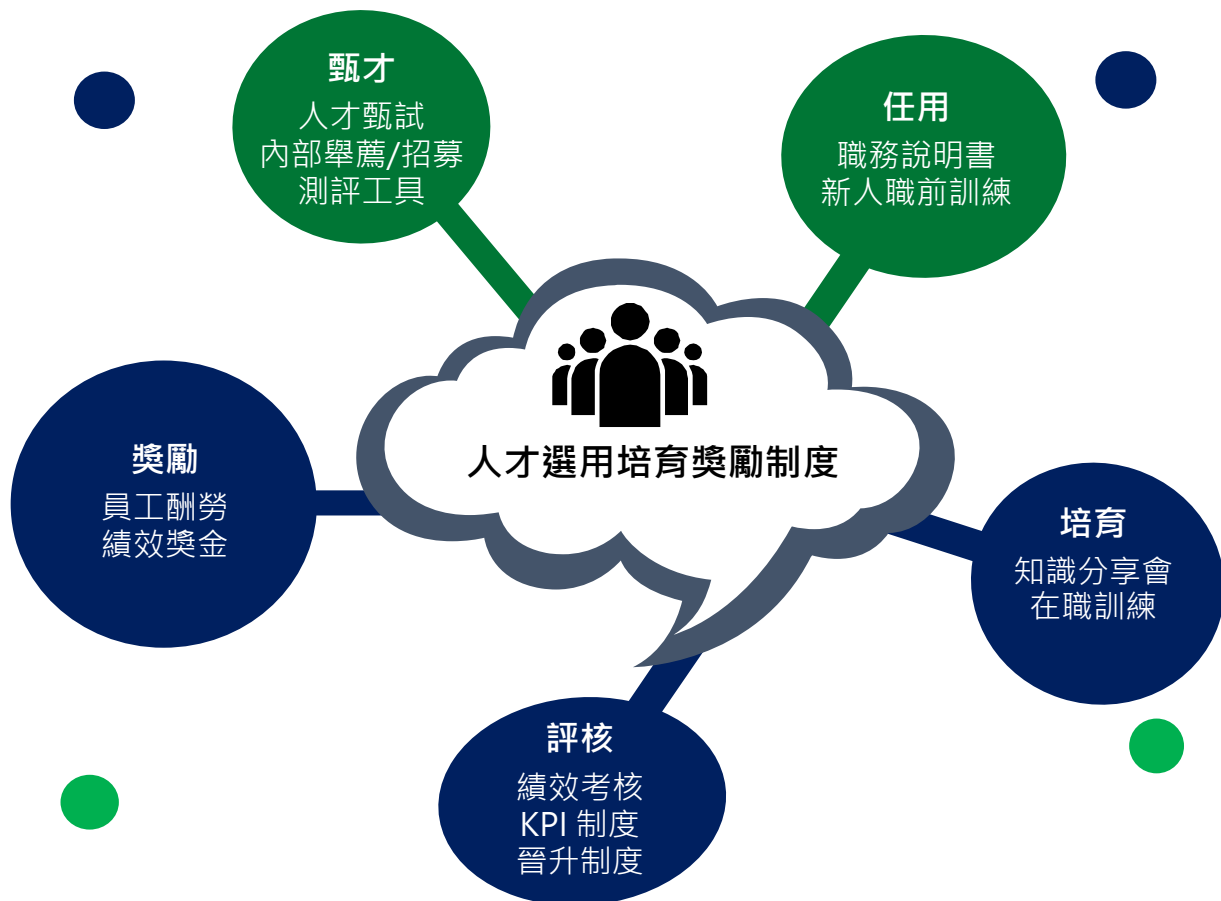 甄才
人才甄試
內部舉薦/招募
測評工具
任用
職務說明書
新人職前訓練
人才選用培育獎勵制度
獎勵
員工酬勞
績效獎金
培育
知識分享會
在職訓練
評核
績效考核
KPI 制度
晉升制度